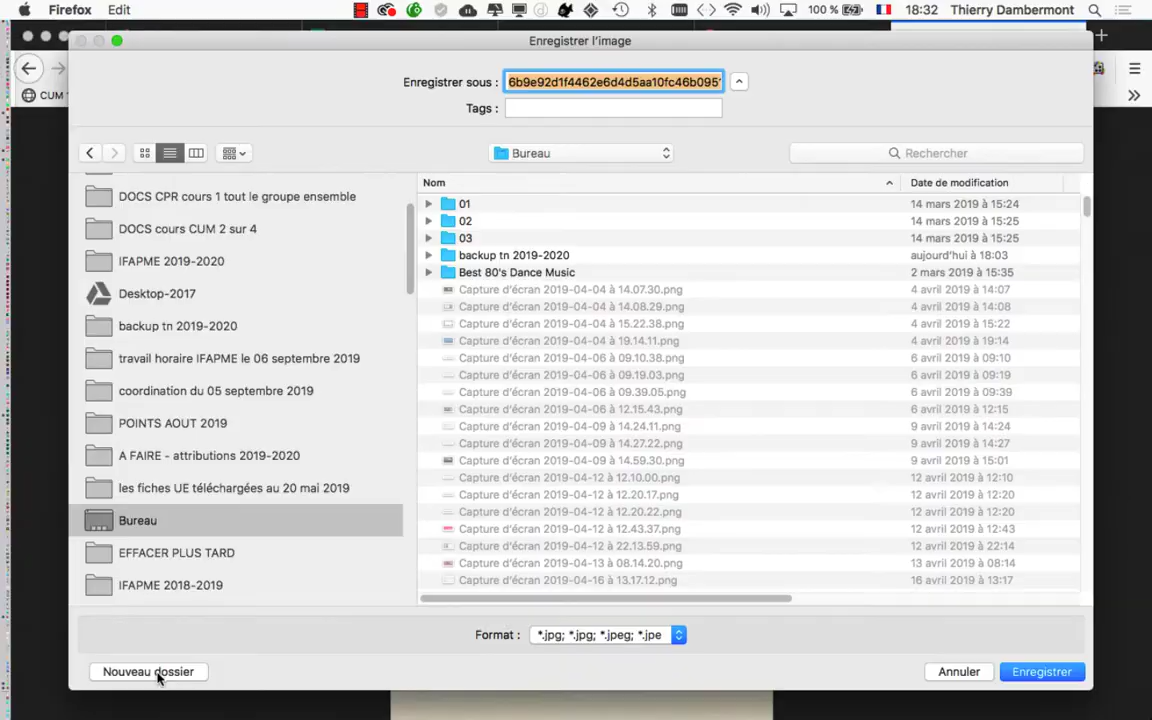 Firefox Edit 100 % 18:32 Thierry Dambermont
Enregistrer l'image
Enregistrer sous : 6b9e92d1f4462e6d4d5aa10fc46b095
Tags :
CUM
Bureau
Rechercher
Nom Date de modification
DOCS CPR cours 1 tout le groupe ensemble
DOCS cours CUM 2 sur 4
IFAPME 2019-2020
Desktop-2017
backup tn 2019-2020
travail horaire IFAPME le 06 septembre 2019
coordination du 05 septembre 2019
POINTS AOUT 2019
A FAIRE - attributions 2019-2020
les fiches UE téléchargées au 20 mai 2019
Bureau
EFFACER PLUS TARD
IFAPME 2018-2019
01 14 mars 2019 à 15:24
02 14 mars 2019 à 15:25
03 14 mars 2019 à 15:25
backup tn 2019-2020 aujourd'hui à 18:03
Best 80's Dance Music 2 mars 2019 à 15:35
Capture d'écran 2019-04-04 à 14.07.30.png 4 avril 2019 à 14:07
Capture d'écran 2019-04-04 à 14.08.29.png 4 avril 2019 à 14:08
Capture d'écran 2019-04-04 à 15.22.38.png 4 avril 2019 à 15:22
Capture d'écran 2019-04-04 à 19.14.11.png 4 avril 2019 à 19:14
Capture d'écran 2019-04-06 à 09.10.38.png 6 avril 2019 à 09:10
Capture d'écran 2019-04-06 à 09.19.03.png 6 avril 2019 à 09:19
Capture d'écran 2019-04-06 à 09.39.05.png 6 avril 2019 à 09:39
Capture d'écran 2019-04-06 à 12.15.43.png 6 avril 2019 à 12:15
Capture d'écran 2019-04-09 à 14.24.11.png 9 avril 2019 à 14:24
Capture d'écran 2019-04-09 à 14.27.22.png 9 avril 2019 à 14:27
Capture d'écran 2019-04-09 à 14.59.30.png 9 avril 2019 à 15:01
Capture d'écran 2019-04-12 à 12.10.00.png 12 avril 2019 à 12:10
Capture d'écran 2019-04-12 à 12.20.17.png 12 avril 2019 à 12:20
Capture d'écran 2019-04-12 à 12.20.22.png 12 avril 2019 à 12:20
Capture d'écran 2019-04-12 à 12.43.37.png 12 avril 2019 à 12:43
Capture d'écran 2019-04-12 à 22.13.59.png 12 avril 2019 à 22:14
Capture d'écran 2019-04-13 à 08.14.20.png 13 avril 2019 à 08:14
Capture d'écran 2019-04-16 à 13.17.12.png 16 avril 2019 à 13:17
Format : *.jpg; *.jpg; *.jpeg; *.jpe
Nouveau dossier Annuler Enregistrer